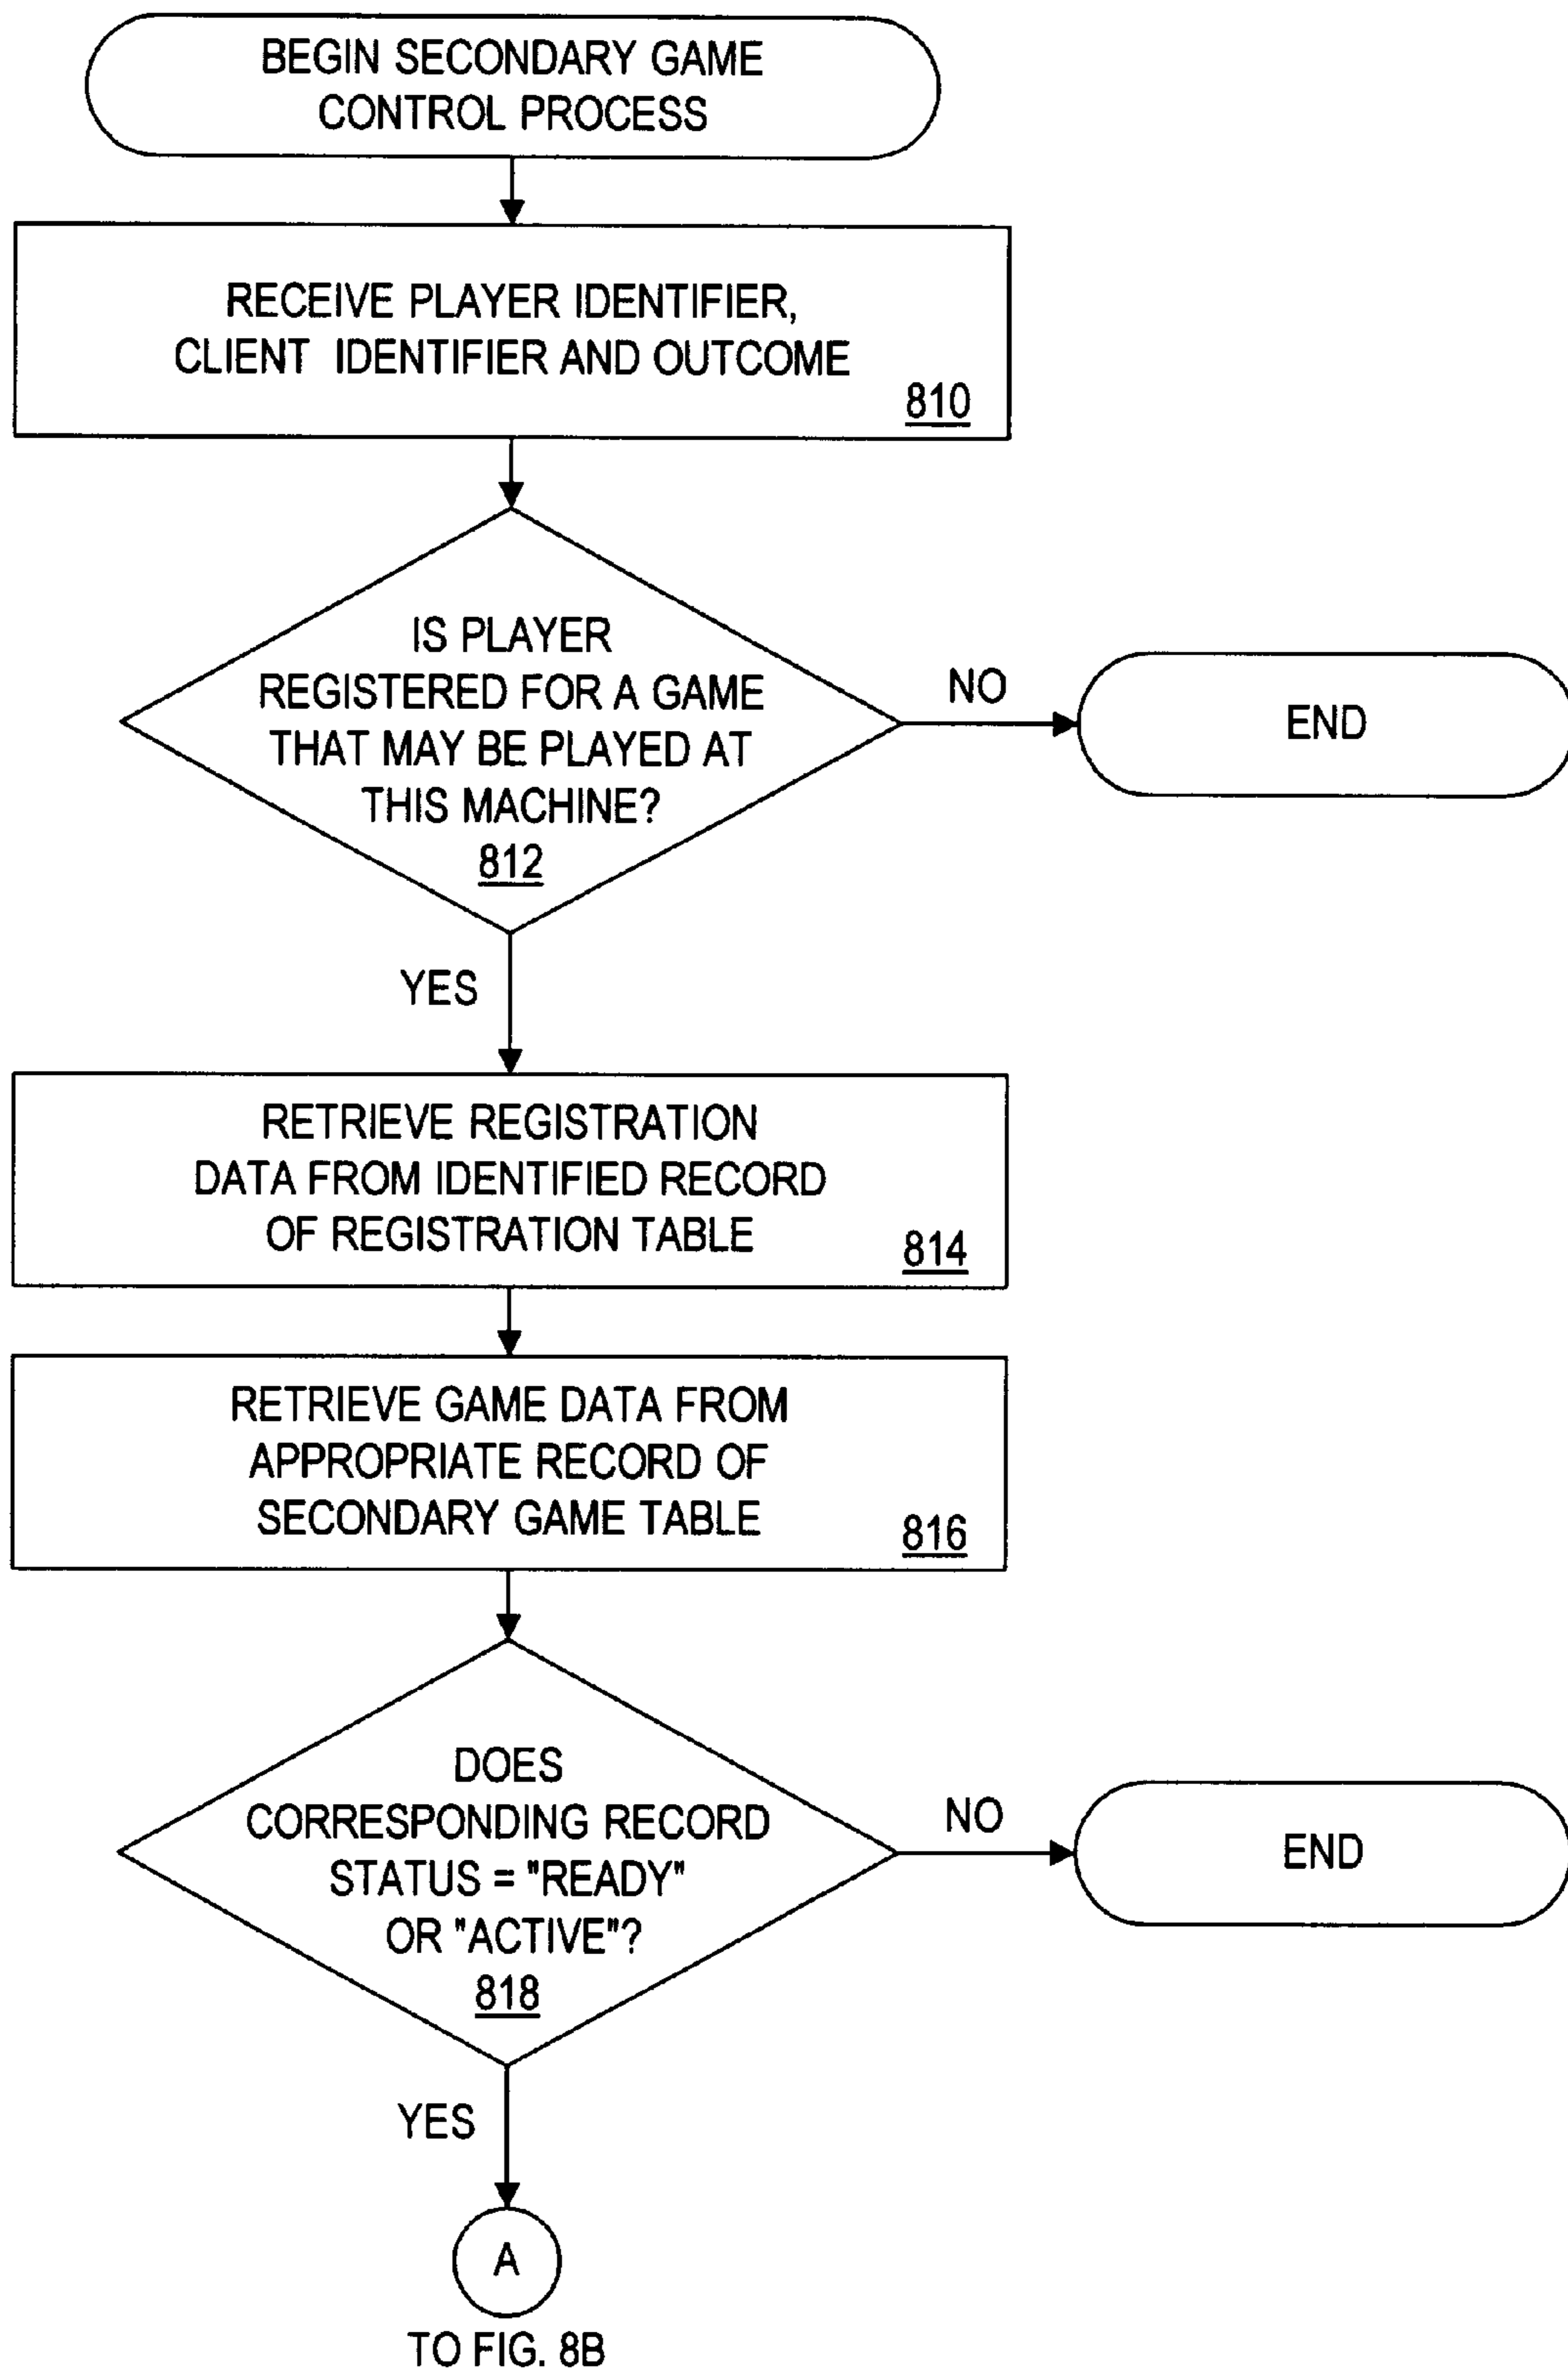 BEGIN SECONDARY GAME
CONTROL PROCESS
RECEIVE PLAYER IDENTIFIER,
CLIENT IDENTIFIER AND OUTCOME
810
IS PLAYER
REGISTERED FOR A GAME
THAT MAY BE PLAYED AT
THIS MACHINE?
812
NO
END
YES
RETRIEVE REGISTRATION
DATA FROM IDENTIFIED RECORD
OF REGISTRATION TABLE
814
RETRIEVE GAME DATA FROM
APPROPRIATE RECORD OF
SECONDARY GAME TABLE
816
DOES
CORRESPONDING RECORD
STATUS = "READY"
OR "ACTIVE"?
818
NO
END
YES
A
TO FIG. 8B